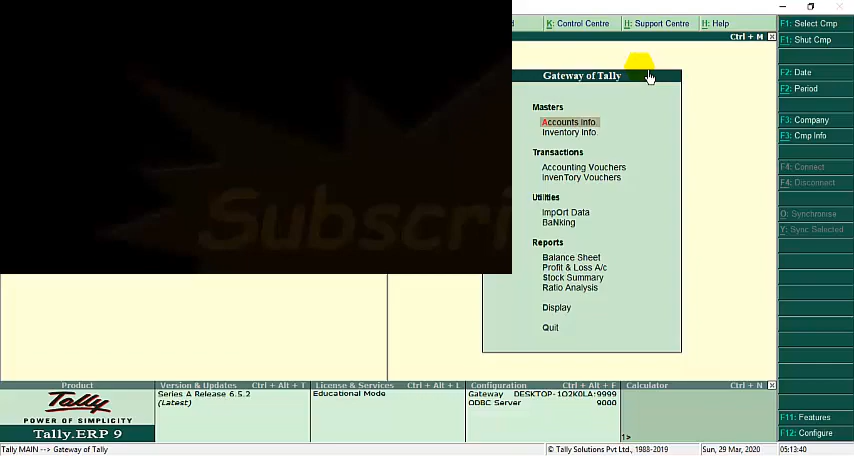 K: Control Centre H: Support Centre H: Help
Ctrl + M
Gateway of Tally
Masters
Accounts Info.
Inventory Info.
Transactions
Accounting Vouchers
InvenTory Vouchers
Utilities
ImpOrt Data
BaNking
Reports
Balance Sheet
Profit & Loss A/c
Stock Summary
Ratio Analysis
Display
Quit
Subscri
F1: Select Cmp
F1: Shut Cmp
F2: Date
F2: Period
F3: Company
F3: Cmp Info
F4: Connect
F4: Disconnect
O: Synchronise
Y: Sync Selected
F11: Features
F12: Configure
Product
Tally
POWER OF SIMPLICITY
Tally.ERP 9
Version & Updates Ctrl + Alt + T
Series A Release 6.5.2
(Latest)
License & Services Ctrl + Alt + L
Educational Mode
Configuration Ctrl + Alt + F
Gateway DESKTOP-1O2K0LA:9999
ODBC Server 9000
Calculator Ctrl + N
1>
Tally MAIN --> Gateway of Tally
© Tally Solutions Pvt Ltd., 1988-2019
Sun, 29 Mar, 2020
05:13:40